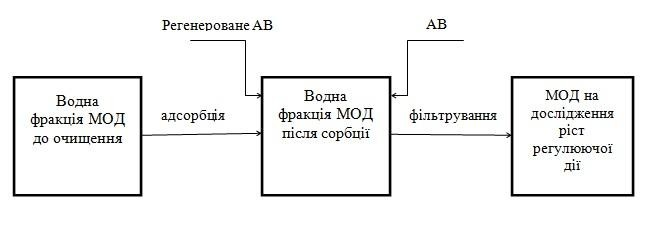 Регенероване АВ
АВ
Водна
фракція МОД
до очищення
адсорбція
Водна
фракція МОД
після сорбції
фільтрування
МОД на
дослідження
ріст
регулюючої
дії